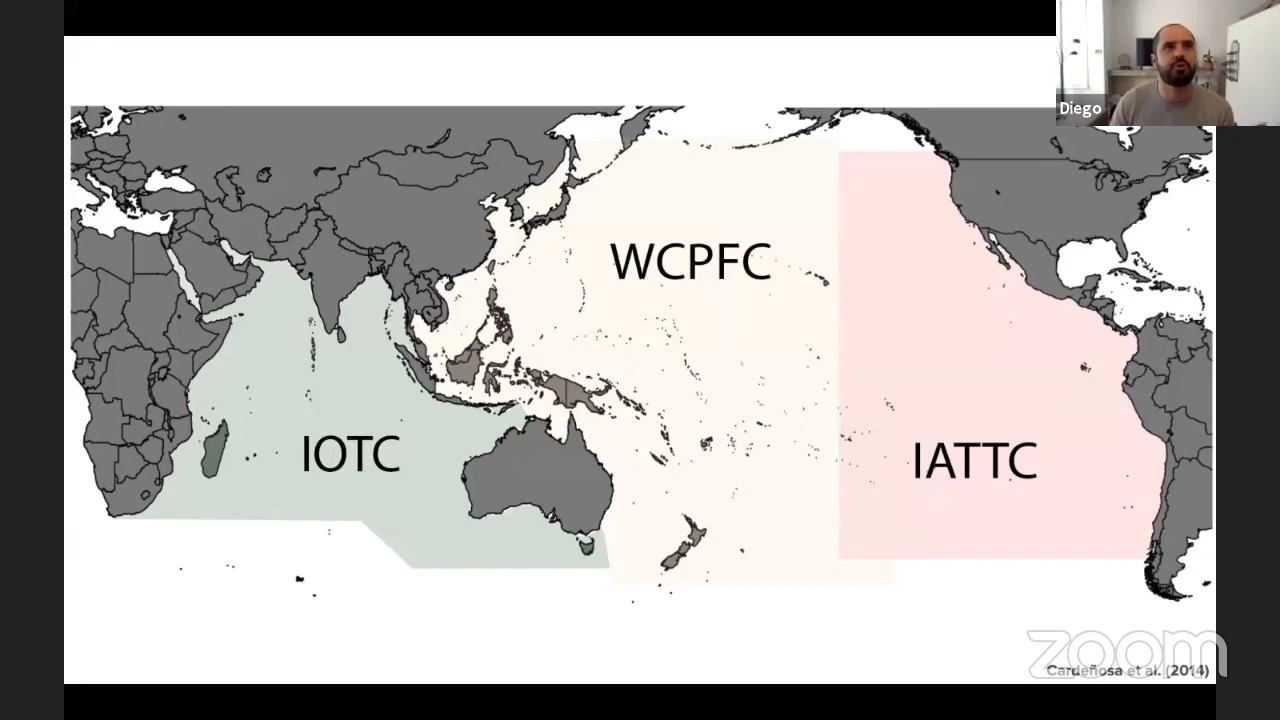 Diego
WCPFC
IOTC
IATTC
zoom
Cardeñosa et al. (2014)